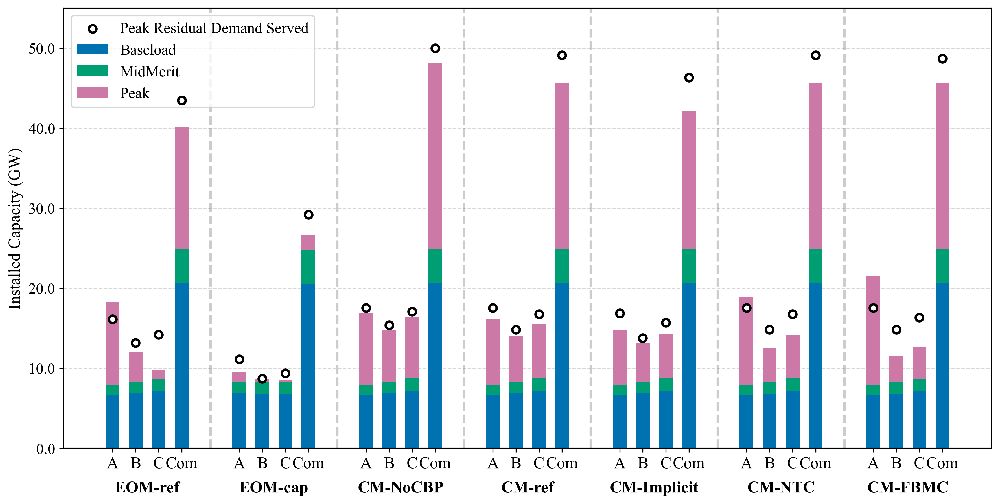 Peak Residual Demand Served
Baseload
MidMerit
Peak
Installed Capacity (GW)
50.0
40.0
30.0
20.0
10.0
0.0
A B C Com A B C Com A B C Com A B C Com A B C Com A B C Com A B C Com
EOM-ref EOM-cap CM-NoCBP CM-ref CM-Implicit CM-NTC CM-FBMC